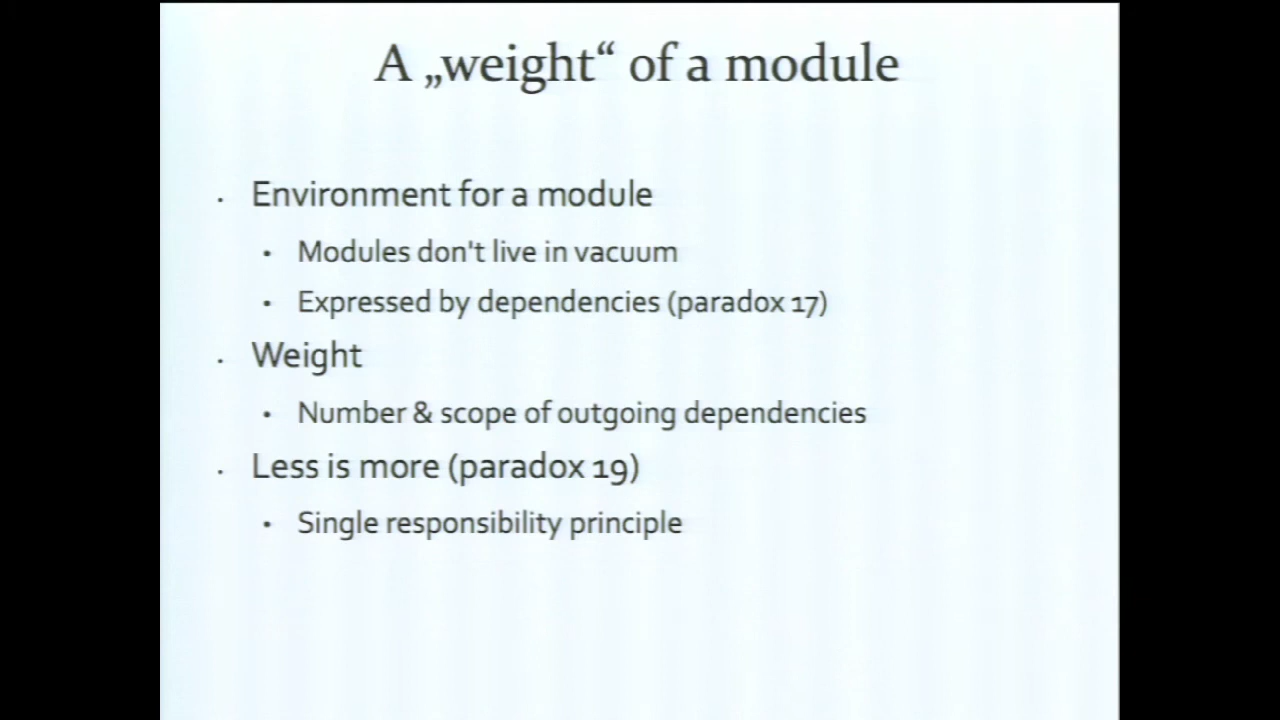 A „weight“ of a module
Environment for a module
Modules don't live in vacuum
Expressed by dependencies (paradox 17)
Weight
Number & scope of outgoing dependencies
Less is more (paradox 19)
Single responsibility principle